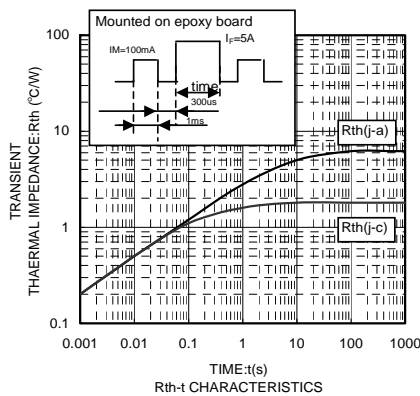 Mounted on epoxy board
IM=100mA
IF=5A
time
300us
1ms
1000
100
10
1
0.1
TRANSIENT
THAERMAL IMPEDANCE:Rth (°C/W)
Rth(j-a)
Rth(j-c)
0.001 0.01 0.1 1 10 100 1000
TIME:t(s)
Rth-t CHARACTERISTICS